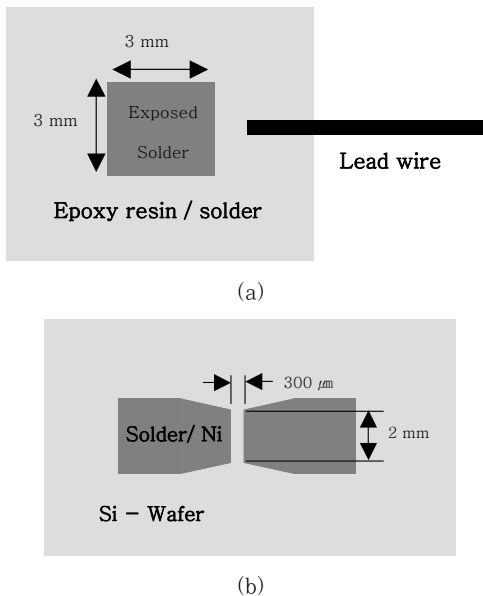 3 mm
3 mm
Exposed
Solder
Lead wire
Epoxy resin / solder
(a)
300 ㎛
Solder/ Ni
2 mm
Si - Wafer
(b)